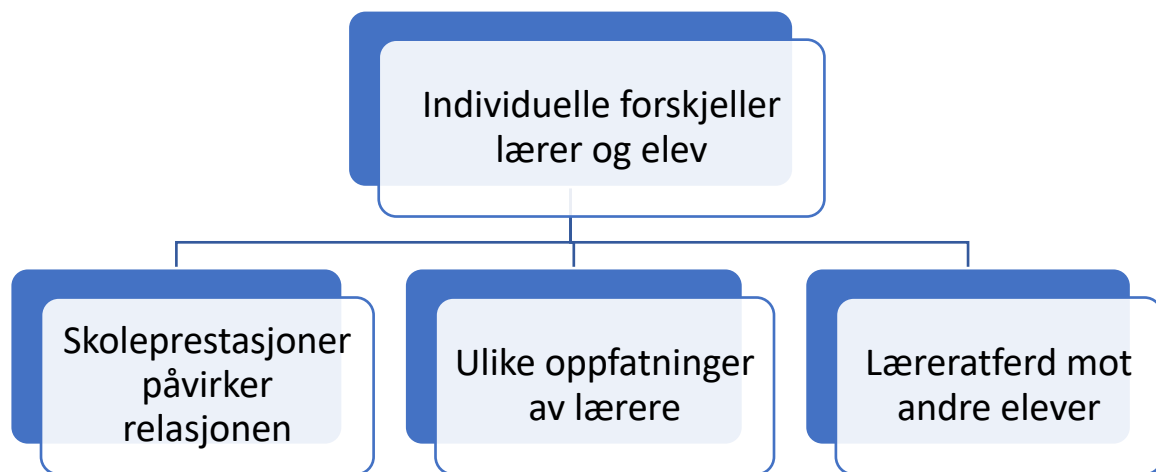 Individuelle forskjeller
lærer og elev
Skoleprestasjoner
påvirker
relasjonen
Ulike oppfatninger
av lærere
Læreratferd mot
andre elever